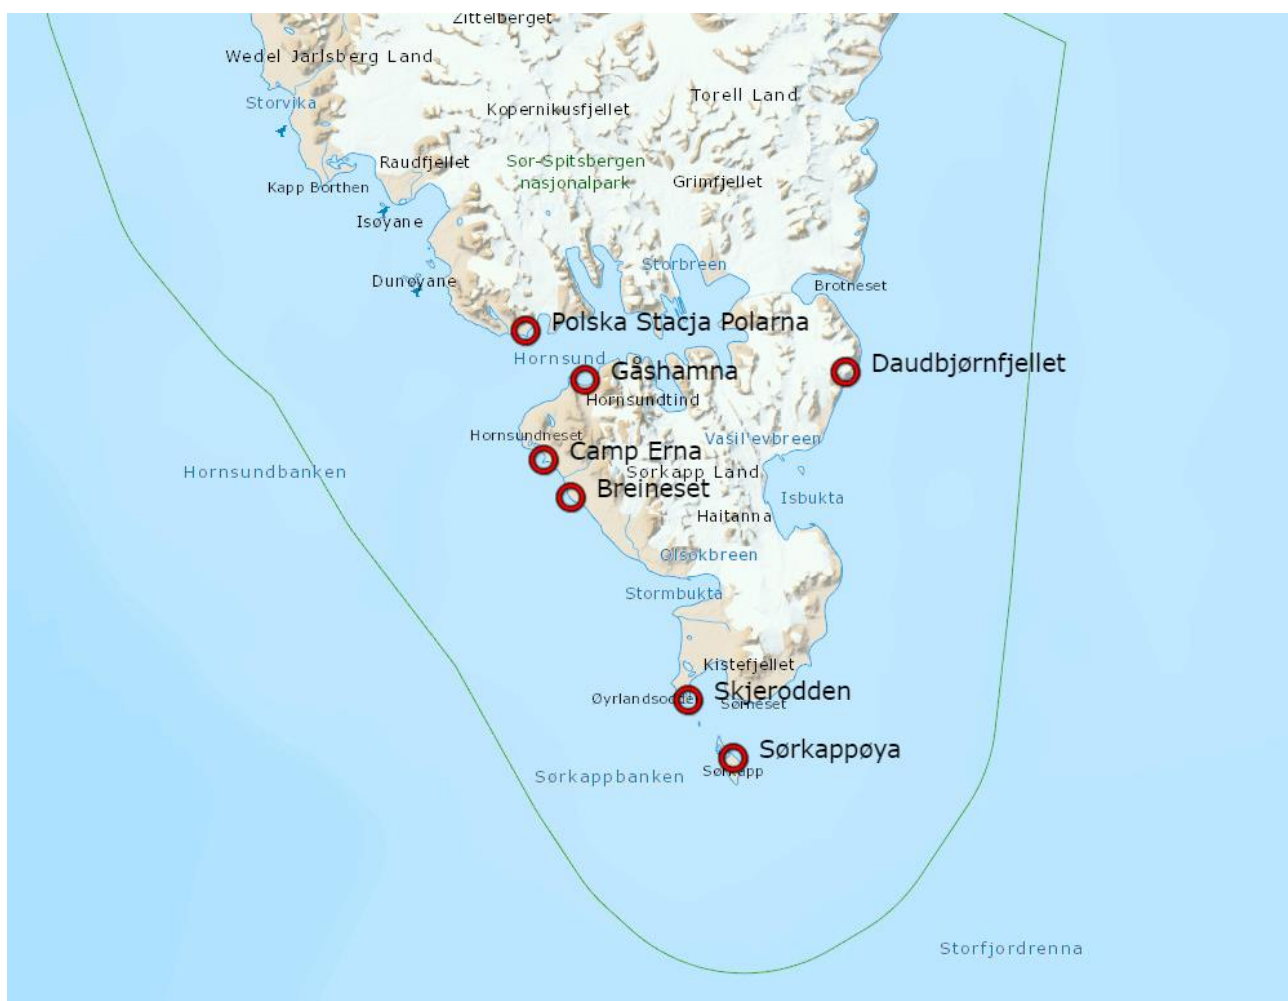 Zittelberget
Wedel Jarlsberg Land
Torell Land
Storvika
Kopernikusfjellet
Raudfjellet
Sør-Spitsbergen
nasjonalpark
Grimfjellet
Kapp Borthen
Isøyane
Storbreen
Dunøyane
Brotneset
Polska Stacja Polarna
Hornsund
Daudbjørnfjellet
Gåshamna
Hornsundtind
Hornsundneset
Vasil'evbreen
Camp Erna
Hornsundbanken
Sørkapp Land
Breineset
Isbukta
Haitanna
Olsokbreen
Stormbukta
Kistefjellet
Skjerodden
Øyrlandsodden
Sørneset
Sørkappøya
Sørkapp
Sørkappbanken
Storfjordrenna